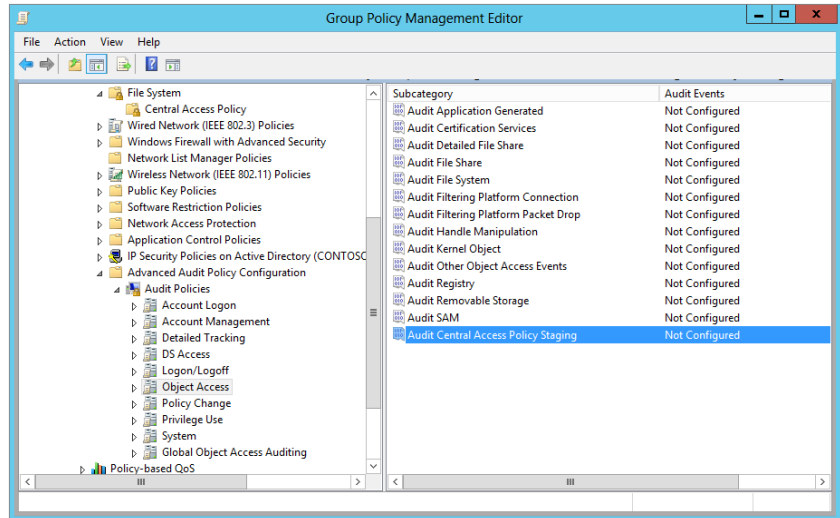 Group Policy Management Editor
File Action View Help
File System
Central Access Policy
Wired Network (IEEE 802.3) Policies
Windows Firewall with Advanced Security
Network List Manager Policies
Wireless Network (IEEE 802.11) Policies
Public Key Policies
Software Restriction Policies
Network Access Protection
Application Control Policies
IP Security Policies on Active Directory (CONTOSO
Advanced Audit Policy Configuration
Audit Policies
Account Logon
Account Management
Detailed Tracking
DS Access
Logon/Logoff
Object Access
Policy Change
Privilege Use
System
Global Object Access Auditing
Policy-based QoS
Subcategory Audit Events
Audit Application Generated Not Configured
Audit Certification Services Not Configured
Audit Detailed File Share Not Configured
Audit File Share Not Configured
Audit File System Not Configured
Audit Filtering Platform Connection Not Configured
Audit Filtering Platform Packet Drop Not Configured
Audit Handle Manipulation Not Configured
Audit Kernel Object Not Configured
Audit Other Object Access Events Not Configured
Audit Registry Not Configured
Audit Removable Storage Not Configured
Audit SAM Not Configured
Audit Central Access Policy Staging Not Configured